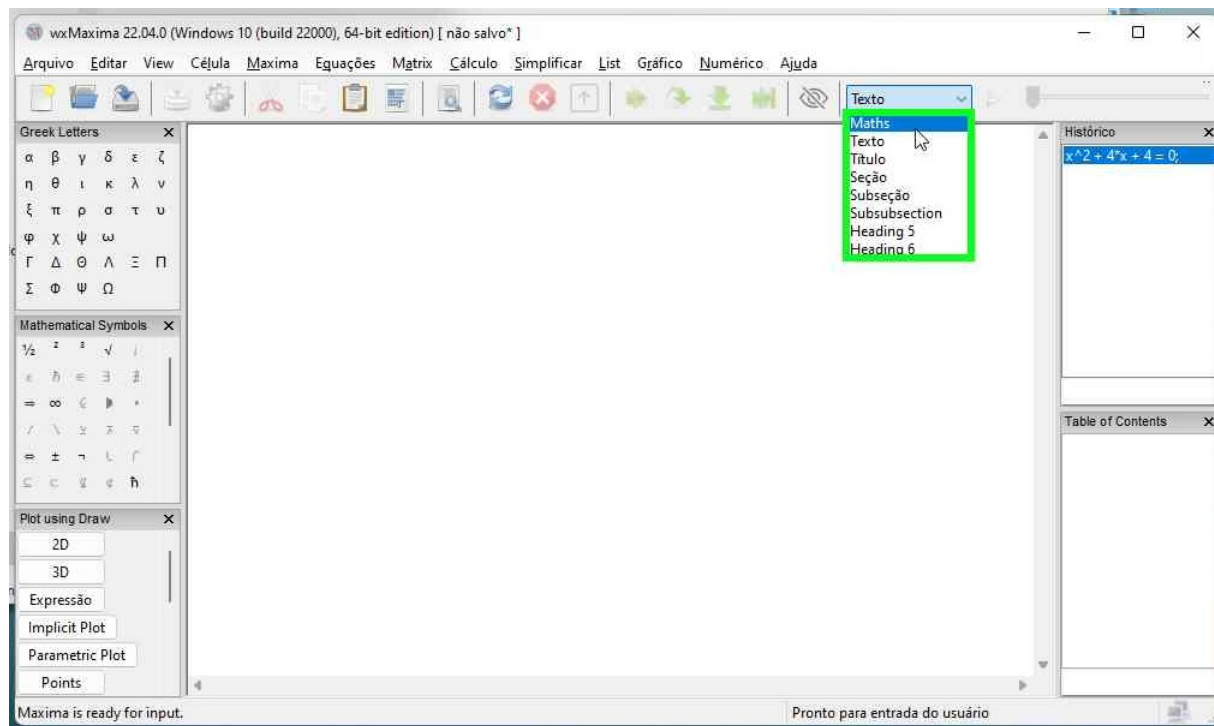 wxMaxima 22.04.0 (Windows 10 (build 22000), 64-bit edition) [ não salvo* ]
Arquivo Editar View Célula Maxima Equações Matrix Cálculo Simplificar List Gráfico Numérico Ajuda
Texto
Maths
Texto
Título
Seção
Subseção
Subsubsection
Heading 5
Heading 6
Greek Letters
α β γ δ ε ζ
η θ ι κ λ ν
ξ π ρ σ τ υ
φ χ ψ ω
Γ Δ Θ Λ Ξ Π
Σ Φ Ψ Ω
Mathematical Symbols
½ ² ³ √
ħ ∈ ∃ ∄
⇒ ∞
⇔ ± ¬
ħ
Plot using Draw
2D
3D
Expressão
Implicit Plot
Parametric Plot
Points
Histórico
x^2 + 4*x + 4 = 0;
Table of Contents
Maxima is ready for input.
Pronto para entrada do usuário